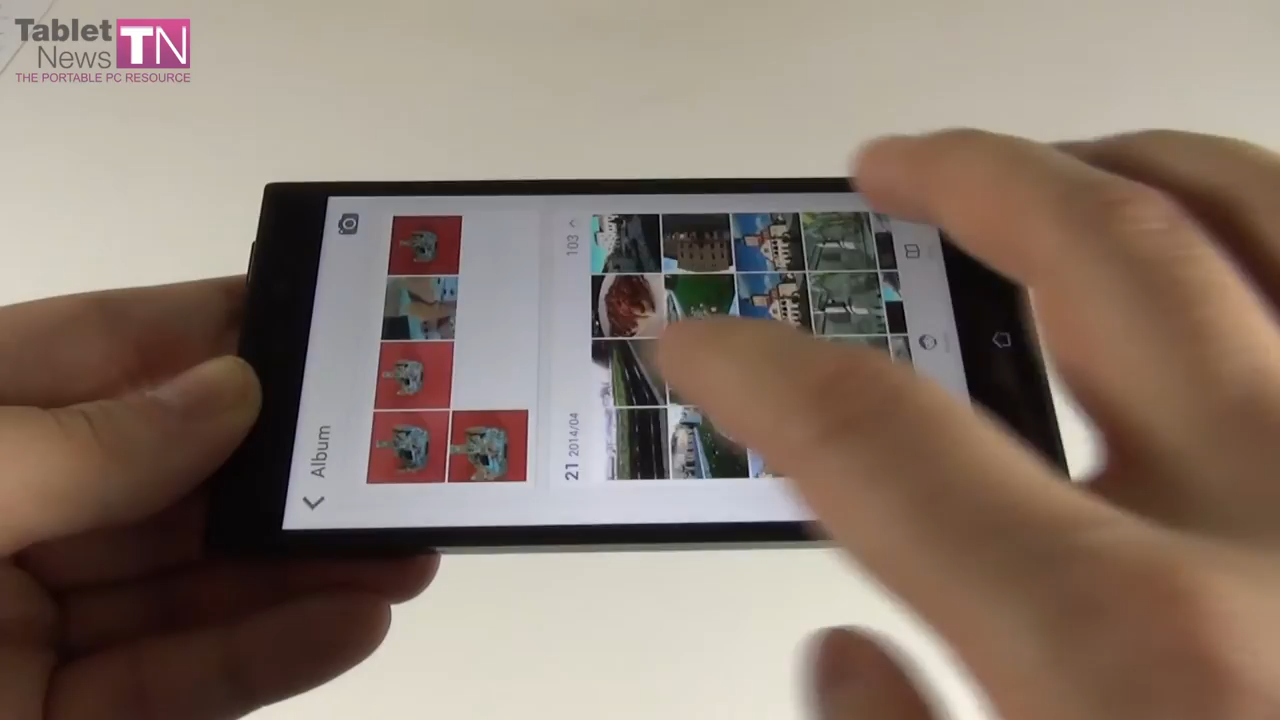 Tablet
News TN
THE PORTABLE PC RESOURCE
Album
103
21 2014/04